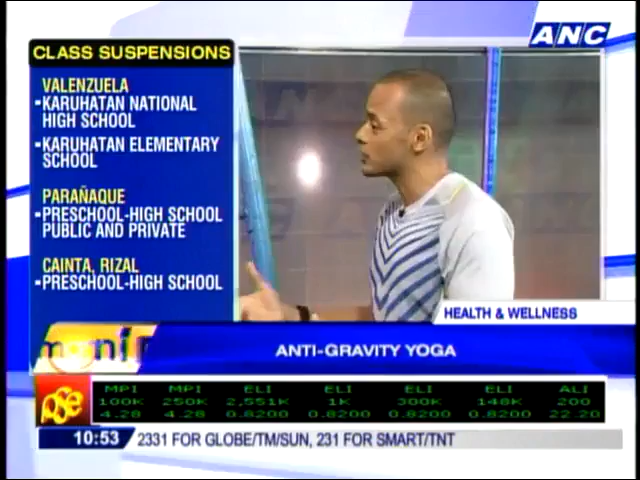 ANC
CLASS SUSPENSIONS
VALENZUELA
▪KARUHATAN NATIONAL
HIGH SCHOOL
▪KARUHATAN ELEMENTARY
SCHOOL
PARAÑAQUE
▪PRESCHOOL-HIGH SCHOOL
PUBLIC AND PRIVATE
CAINTA, RIZAL
▪PRESCHOOL-HIGH SCHOOL
HEALTH & WELLNESS
ANTI-GRAVITY YOGA
pse
MPI MPI ELI ELI ELI ELI ALI
100K 250K 2,551K 1K 300K 148K 200
4.28 4.28 0.8200 0.8200 0.8200 0.8200 22.20
10:53 2331 FOR GLOBE/TM/SUN, 231 FOR SMART/TNT